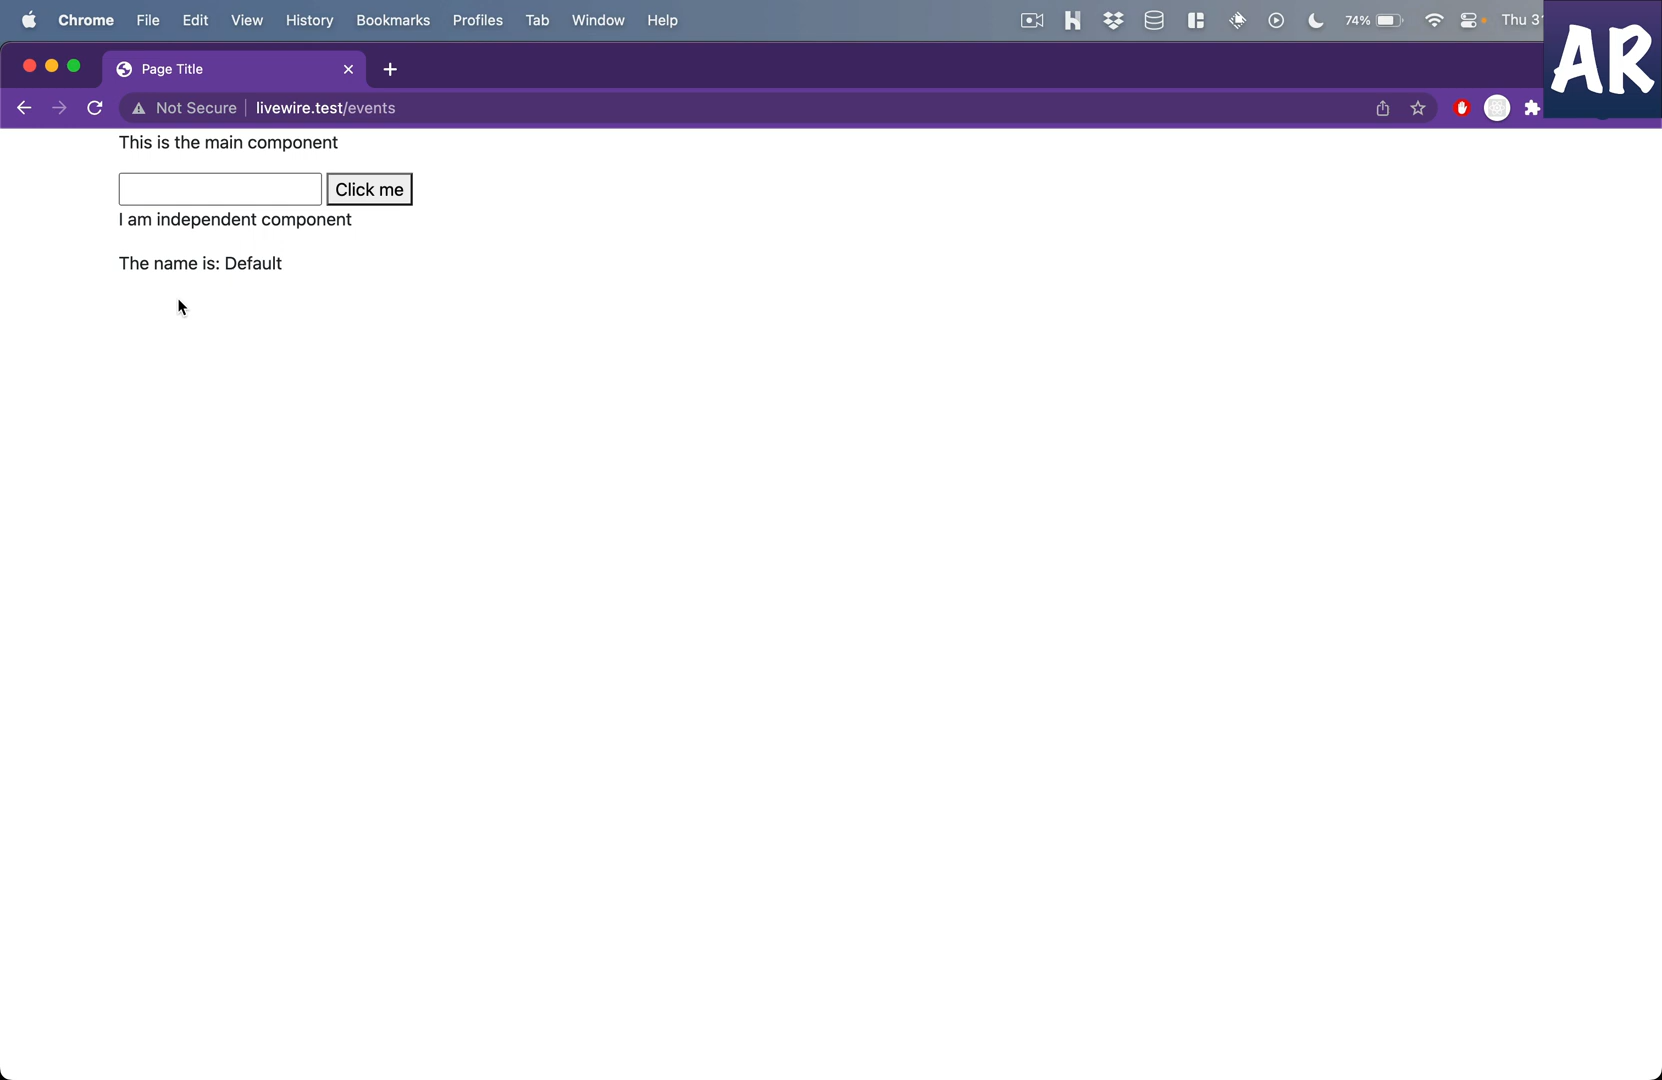 Chrome File Edit View History Bookmarks Profiles Tab Window Help 74% Thu 31
AR
Page Title
Not Secure livewire.test/events
This is the main component
Click me
I am independent component
The name is: Default